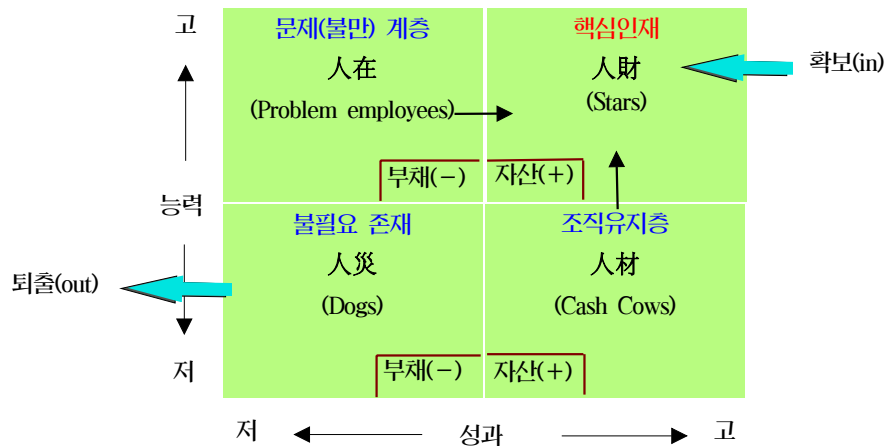 고
문제(불만) 계층
人在
(Problem employees)
핵심인재
人財
(Stars)
확보(in)
부채(-)
자산(+)
능력
불필요 존재
人災
(Dogs)
조직유지층
人材
(Cash Cows)
퇴출(out)
부채(-)
자산(+)
저
저
성과
고